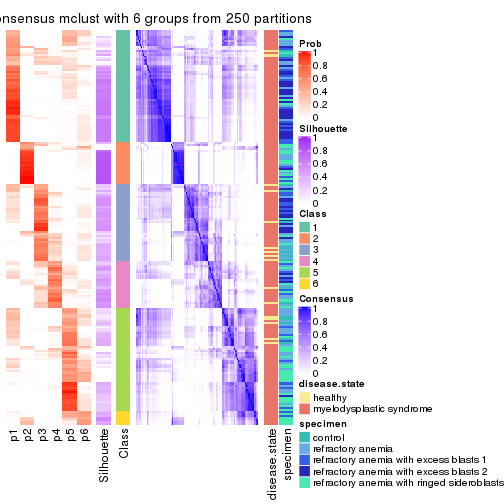 onsensus mclust with 6 groups from 250 partitions
Prob
1
0.8
0.6
0.4
0.2
0
Silhouette
1
0.8
0.6
0.4
0.2
0
Class
1
2
3
4
5
6
Consensus
1
0.8
0.6
0.4
0.2
0
disease.state
healthy
myelodysplastic syndrome
specimen
control
refractory anemia
refractory anemia with excess blasts 1
refractory anemia with excess blasts 2
refractory anemia with ringed sideroblasts
p1
p2
p3
p4
p5
p6
Silhouette
Class
disease.state
specimen